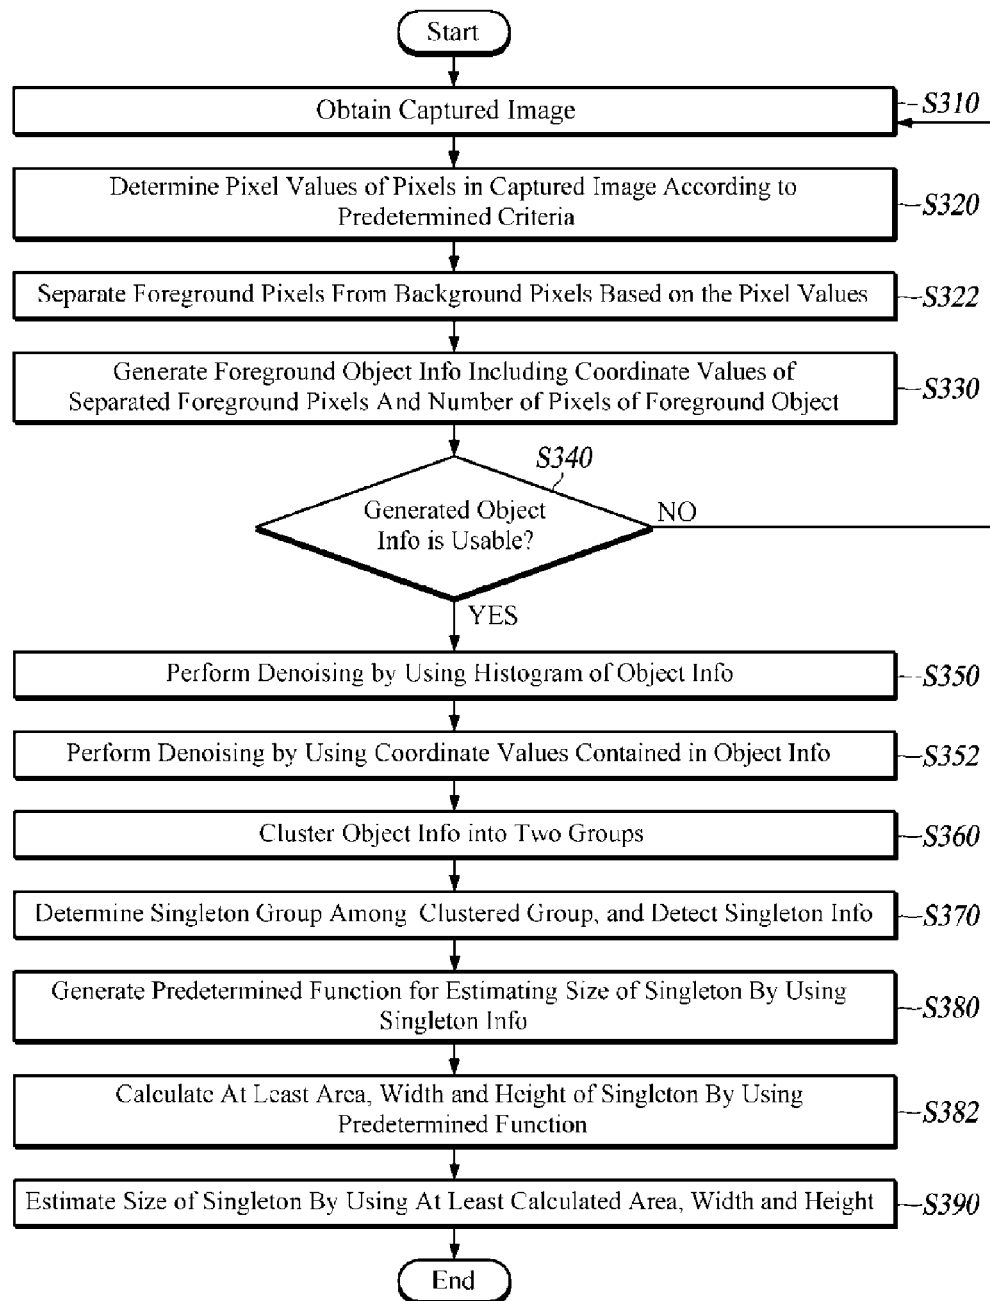 Start
Obtain Captured Image
S310
Determine Pixel Values of Pixels in Captured Image According to
Predetermined Criteria
S320
Separate Foreground Pixels From Background Pixels Based on the Pixel Values
S322
Generate Foreground Object Info Including Coordinate Values of
Separated Foreground Pixels And Number of Pixels of Foreground Object
S330
S340
Generated Object
Info is Usable?
NO
YES
Perform Denoising by Using Histogram of Object Info
S350
Perform Denoising by Using Coordinate Values Contained in Object Info
S352
Cluster Object Info into Two Groups
S360
Determine Singleton Group Among Clustered Group, and Detect Singleton Info
S370
Generate Predetermined Function for Estimating Size of Singleton By Using
Singleton Info
S380
Calculate At Least Area, Width and Height of Singleton By Using
Predetermined Function
S382
Estimate Size of Singleton By Using At Least Calculated Area, Width and Height
S390
End